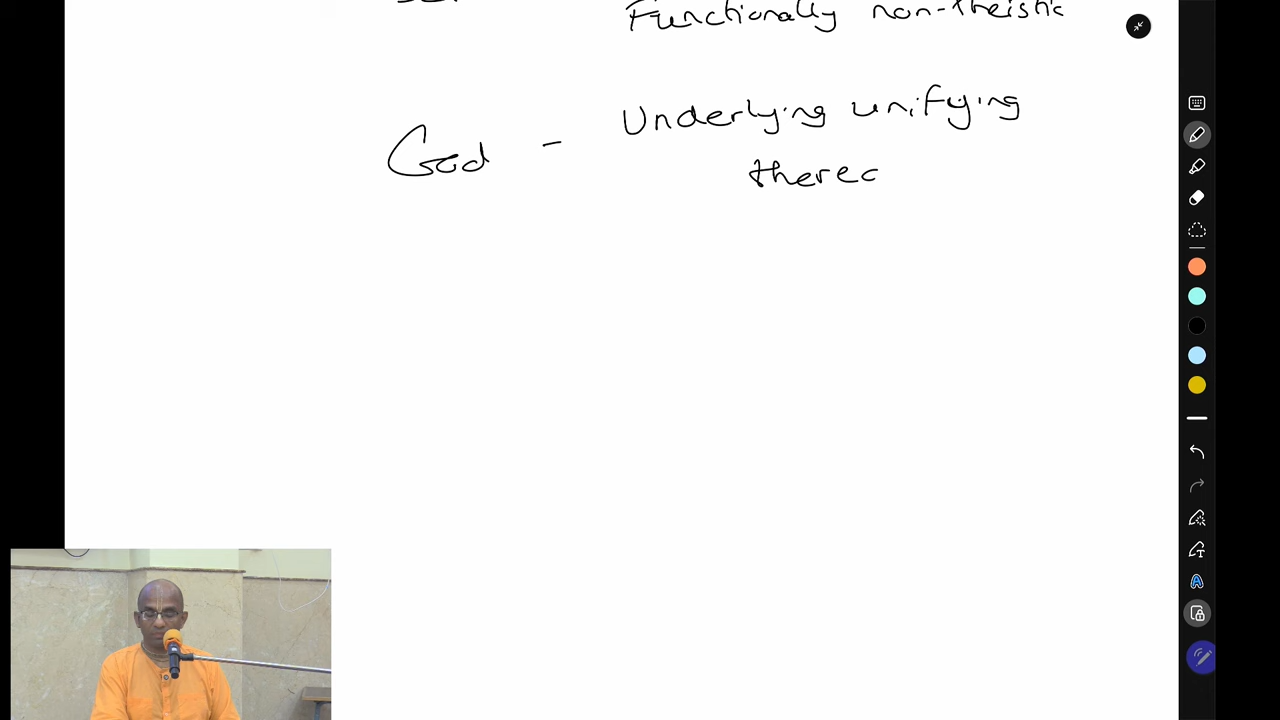 Functionally non-theistic
God - Underlying unifying
therec